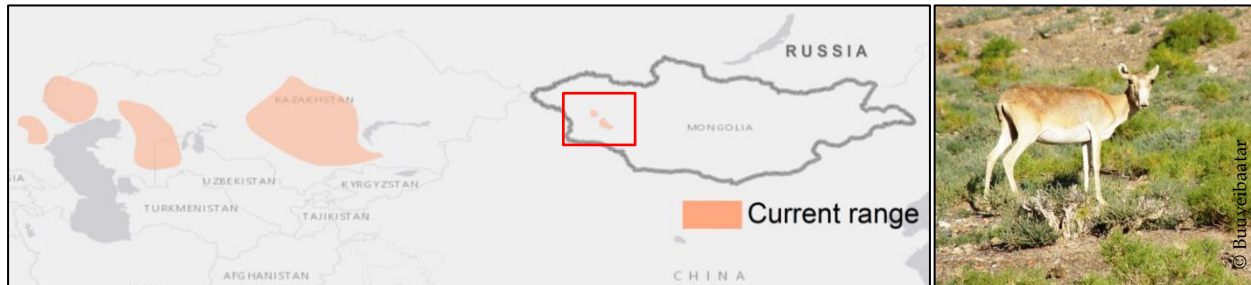 RUSSIA
KAZAKHSTAN
MONGOLIA
UZBEKISTAN
KYRGYZSTAN
TURKMENISTAN
TAJIKISTAN
Current range
AFGHANISTAN
CHINA
© Buuveibaatar